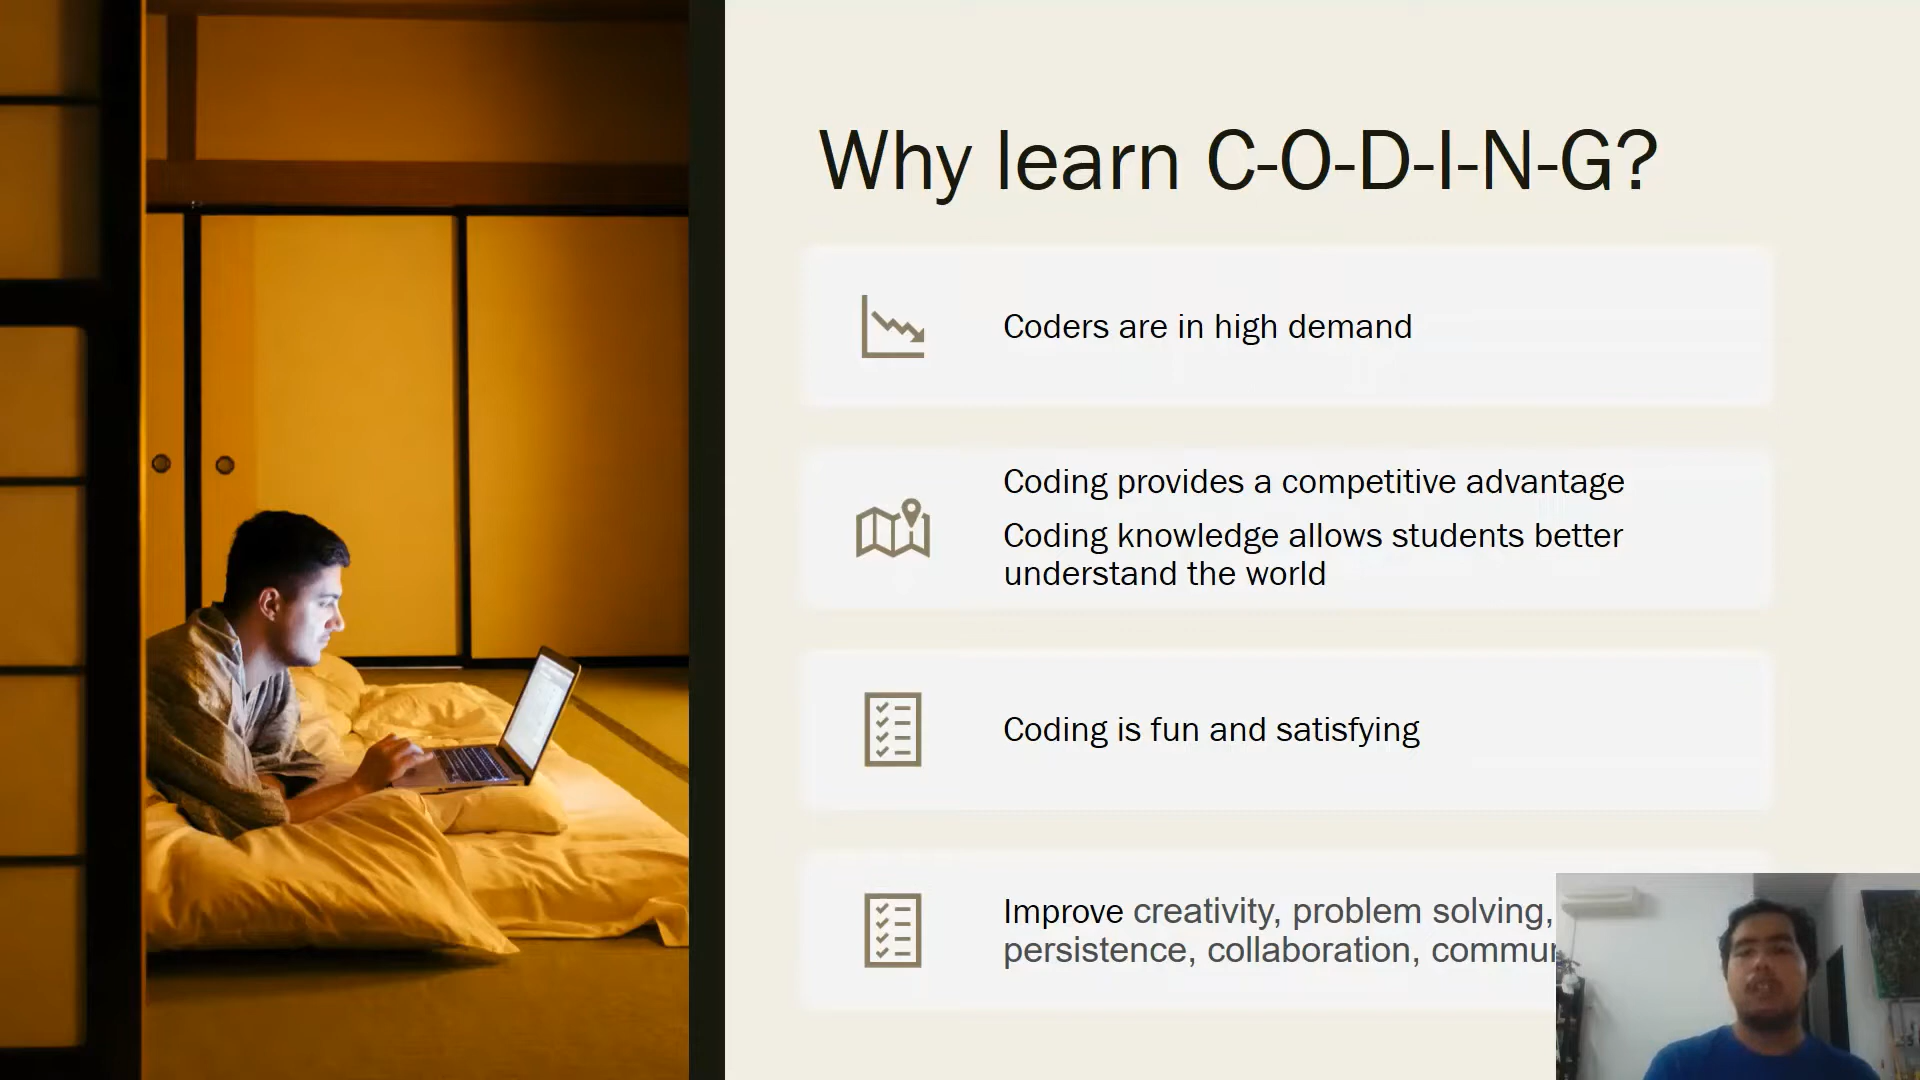 Why learn C-O-D-I-N-G?
Coders are in high demand
Coding provides a competitive advantage
Coding knowledge allows students better
understand the world
Coding is fun and satisfying
Improve creativity, problem solving,
persistence, collaboration,